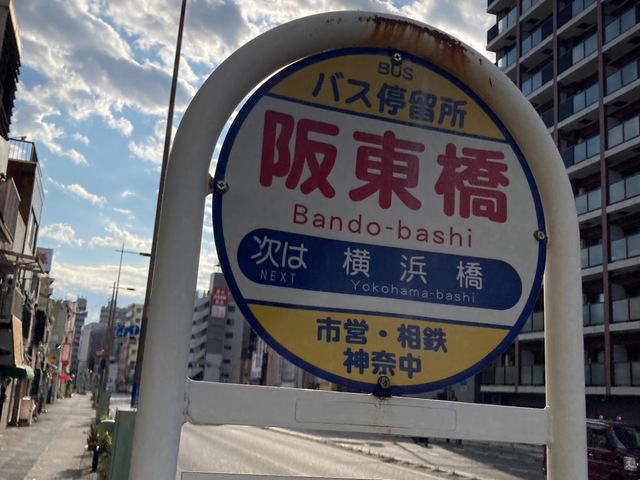 BUS
バス停留所
阪東橋
Bando-bashi
次は 横浜橋
NEXT Yokohama-bashi
市営・相鉄
神奈中